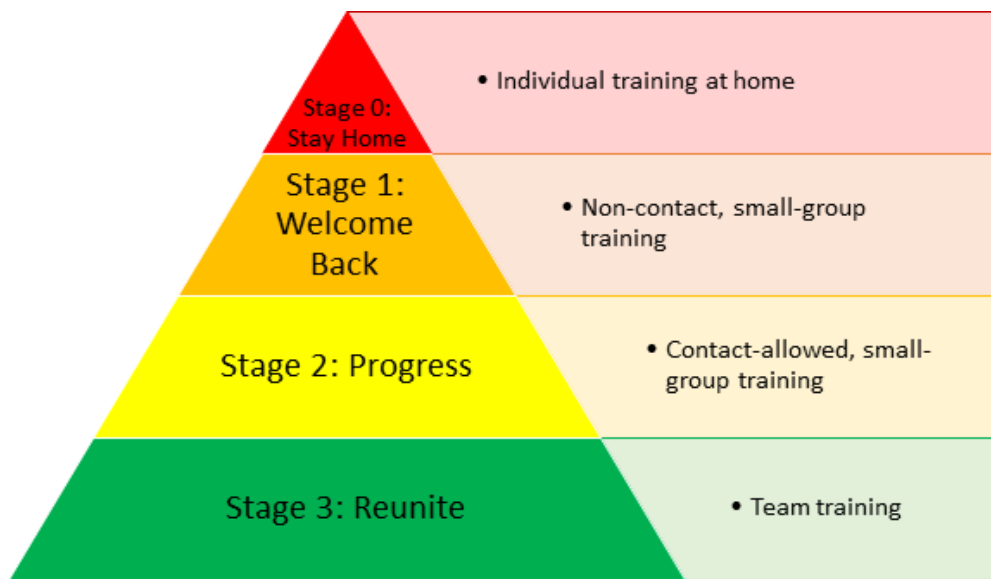 Stage 0:
Stay Home
• Individual training at home
Stage 1:
Welcome
Back
• Non-contact, small-group
training
Stage 2: Progress
• Contact-allowed, small-
group training
Stage 3: Reunite
• Team training